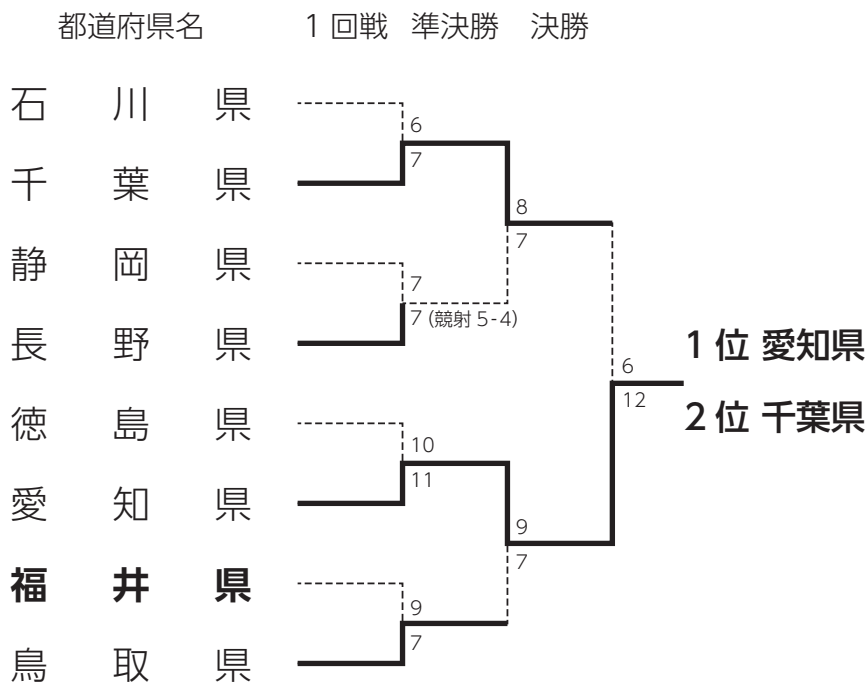 都道府県名 1回戦 準決勝 決勝
石川県
6
千葉県
7
8
静岡県
7
7
長野県
7 (競射 5-4)
1位 愛知県
6
12
2位 千葉県
徳島県
10
愛知県
11
9
福井県
7
9
鳥取県
7